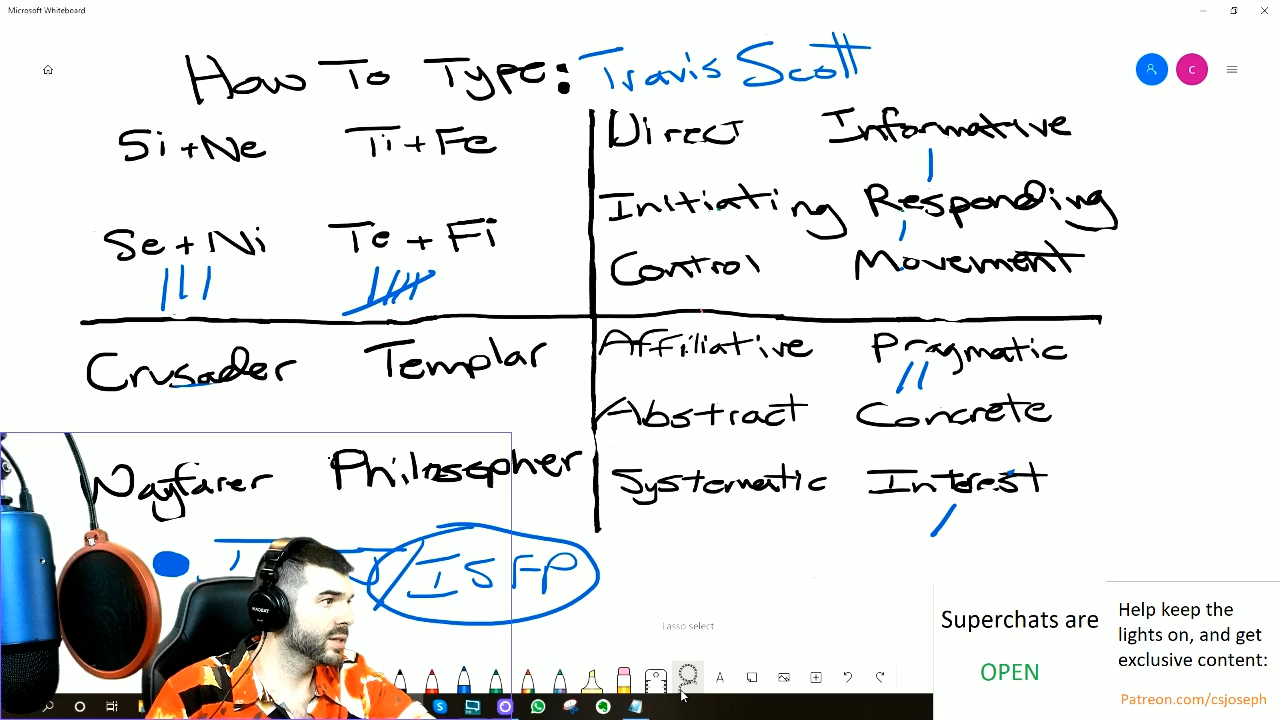 Microsoft Whiteboard
How To Type: Travis Scott
Si + Ne Ti + Fe
Se + Ni Te + Fi
Crusader Templar
Wayfarer Philosopher
ISFP
Direct Informative
Initiating Responding
Control Movement
Affiliative Pragmatic
Abstract Concrete
Systematic Interest
C
Lasso select
MADBAT
A
Superchats are
OPEN
Help keep the
lights on, and get
exclusive content:
Patreon.com/csjoseph